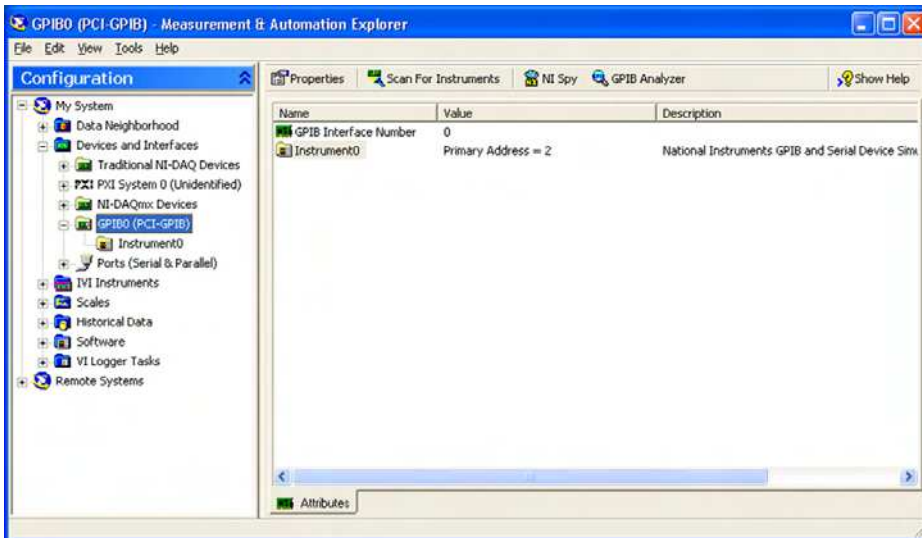 GPIB0 (PCI-GPIB) - Measurement & Automation Explorer
File Edit View Tools Help
Configuration
My System
Data Neighborhood
Devices and Interfaces
Traditional NI-DAQ Devices
PXI PXI System 0 (Unidentified)
NI-DAQmx Devices
GPIB0 (PCI-GPIB)
Instrument0
Ports (Serial & Parallel)
IVI Instruments
Scales
Historical Data
Software
VI Logger Tasks
Remote Systems
Properties Scan For Instruments NI Spy GPIB Analyzer Show Help
Name Value Description
GPIB Interface Number 0
Instrument0 Primary Address = 2 National Instruments GPIB and Serial Device Simu
Attributes